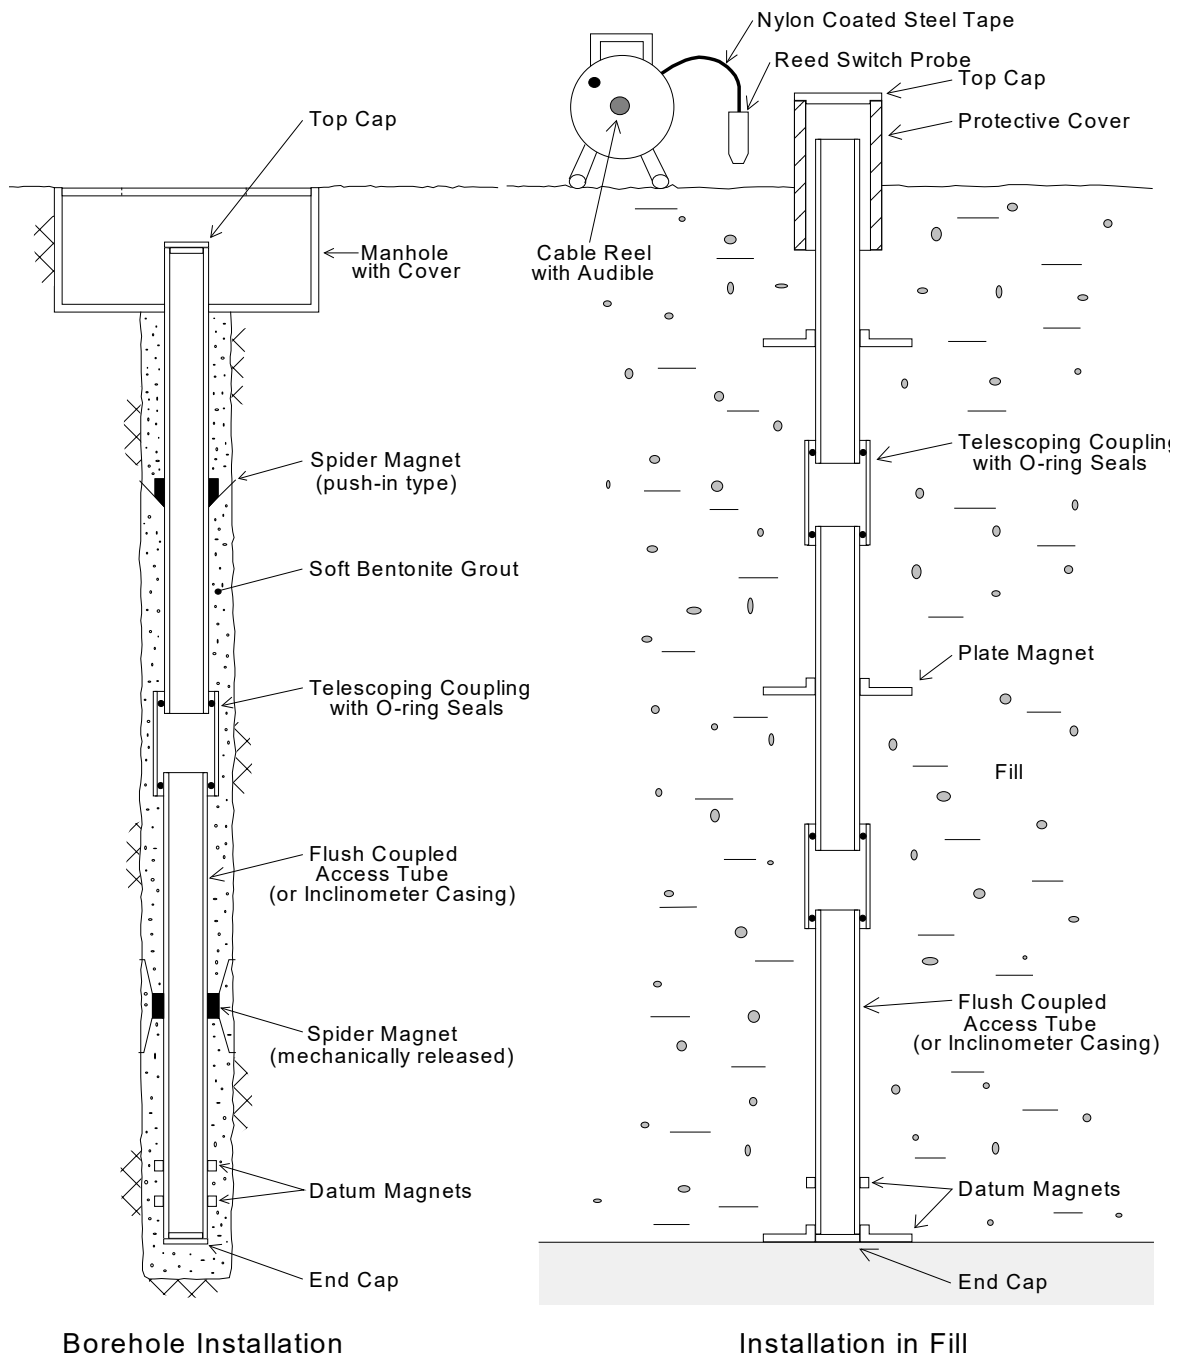 Nylon Coated Steel Tape
Reed Switch Probe
Top Cap
Protective Cover
Top Cap
Manhole
with Cover
Cable Reel
with Audible
Spider Magnet
(push-in type)
Telescoping Coupling
with O-ring Seals
Soft Bentonite Grout
Plate Magnet
Telescoping Coupling
with O-ring Seals
Fill
Flush Coupled
Access Tube
(or Inclinometer Casing)
Flush Coupled
Access Tube
(or Inclinometer Casing)
Spider Magnet
(mechanically released)
Datum Magnets
Datum Magnets
End Cap
End Cap
Borehole Installation
Installation in Fill